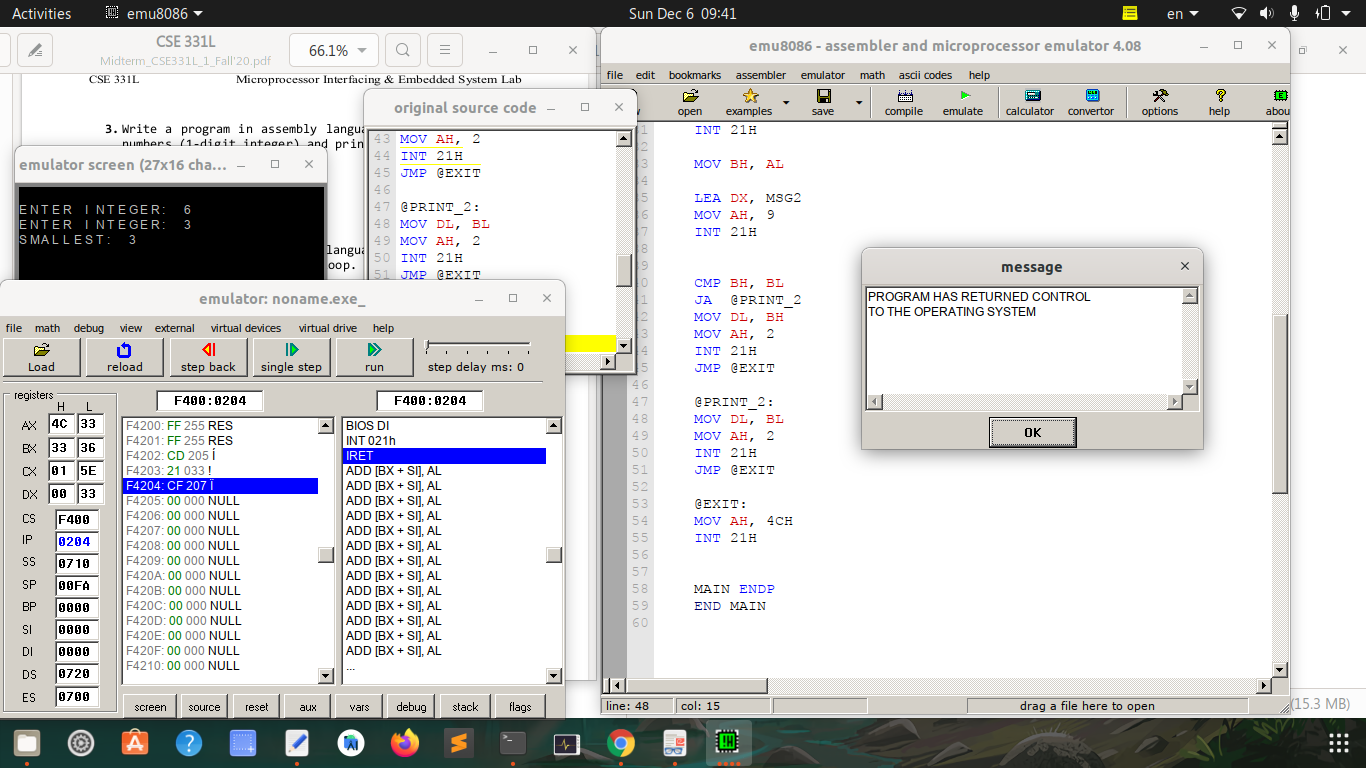 Activities
emu8086
Sun Dec 6 09:41
en
CSE 331L
Midterm_CSE331L_1_Fall'20.pdf
66.1%
CSE 331L Microprocessor Interfacing & Embedded System Lab
3. Write a program in assembly langua
numbers (1-digit integer) and prin
langua
oop.
emulator screen (27x16 cha...
ENTER INTEGER: 6
ENTER INTEGER: 3
SMALLEST: 3
original source code
43 MOV AH, 2
44 INT 21H
45 JMP @EXIT
46
47 @PRINT_2:
48 MOV DL, BL
49 MOV AH, 2
50 INT 21H
51 JMP @EXIT
emulator: noname.exe_
file math debug view external virtual devices virtual drive help
Load reload step back single step run step delay ms: 0
registers
H L
AX 4C 33
BX 33 36
CX 01 5E
DX 00 33
CS F400
IP 0204
SS 0710
SP 00FA
BP 0000
SI 0000
DI 0000
DS 0720
ES 0700
F400:0204
F4200: FF 255 RES
F4201: FF 255 RES
F4202: CD 205 Í
F4203: 21 033 !
F4204: CF 207 Ï
F4205: 00 000 NULL
F4206: 00 000 NULL
F4207: 00 000 NULL
F4208: 00 000 NULL
F4209: 00 000 NULL
F420A: 00 000 NULL
F420B: 00 000 NULL
F420C: 00 000 NULL
F420D: 00 000 NULL
F420E: 00 000 NULL
F420F: 00 000 NULL
F4210: 00 000 NULL
F400:0204
BIOS DI
INT 021h
IRET
ADD [BX + SI], AL
ADD [BX + SI], AL
ADD [BX + SI], AL
ADD [BX + SI], AL
ADD [BX + SI], AL
ADD [BX + SI], AL
ADD [BX + SI], AL
ADD [BX + SI], AL
ADD [BX + SI], AL
ADD [BX + SI], AL
ADD [BX + SI], AL
ADD [BX + SI], AL
ADD [BX + SI], AL
...
screen source reset aux vars debug stack flags
emu8086 - assembler and microprocessor emulator 4.08
file edit bookmarks assembler emulator math ascii codes help
w open examples save compile emulate calculator convertor options help abou
1 INT 21H
2
3 MOV BH, AL
4
5 LEA DX, MSG2
6 MOV AH, 9
7 INT 21H
8
9
0 CMP BH, BL
1 JA @PRINT_2
2 MOV DL, BH
3 MOV AH, 2
4 INT 21H
45 JMP @EXIT
46
47 @PRINT_2:
48 MOV DL, BL
49 MOV AH, 2
50 INT 21H
51 JMP @EXIT
52
53 @EXIT:
54 MOV AH, 4CH
55 INT 21H
56
57
58 MAIN ENDP
59 END MAIN
60
line: 48 col: 15 drag a file here to open
message
PROGRAM HAS RETURNED CONTROL
TO THE OPERATING SYSTEM
OK
(15.3 MB)